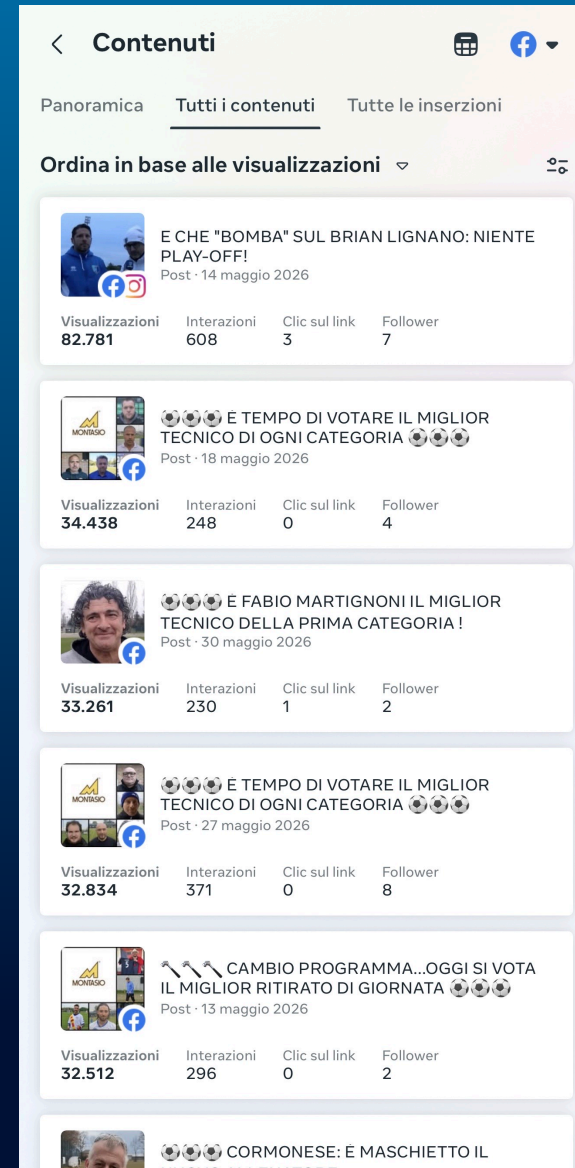 Contenuti
Panoramica Tutti i contenuti Tutte le inserzioni
Ordina in base alle visualizzazioni
E CHE "BOMBA" SUL BRIAN LIGNANO: NIENTE
PLAY-OFF!
Post · 14 maggio 2026
Visualizzazioni Interazioni Clic sul link Follower
82.781 608 3 7
MONTASIO
⚽⚽⚽ È TEMPO DI VOTARE IL MIGLIOR
TECNICO DI OGNI CATEGORIA ⚽⚽⚽
Post · 18 maggio 2026
Visualizzazioni Interazioni Clic sul link Follower
34.438 248 0 4
⚽⚽⚽ È FABIO MARTIGNONI IL MIGLIOR
TECNICO DELLA PRIMA CATEGORIA !
Post · 30 maggio 2026
Visualizzazioni Interazioni Clic sul link Follower
33.261 230 1 2
MONTASIO
⚽⚽⚽ È TEMPO DI VOTARE IL MIGLIOR
TECNICO DI OGNI CATEGORIA ⚽⚽⚽
Post · 27 maggio 2026
Visualizzazioni Interazioni Clic sul link Follower
32.834 371 0 8
MONTASIO
🔨🔨🔨 CAMBIO PROGRAMMA...OGGI SI VOTA
IL MIGLIOR RITIRATO DI GIORNATA ⚽⚽⚽
Post · 13 maggio 2026
Visualizzazioni Interazioni Clic sul link Follower
32.512 296 0 2
⚽⚽⚽ CORMONESE: È MASCHIETTO IL